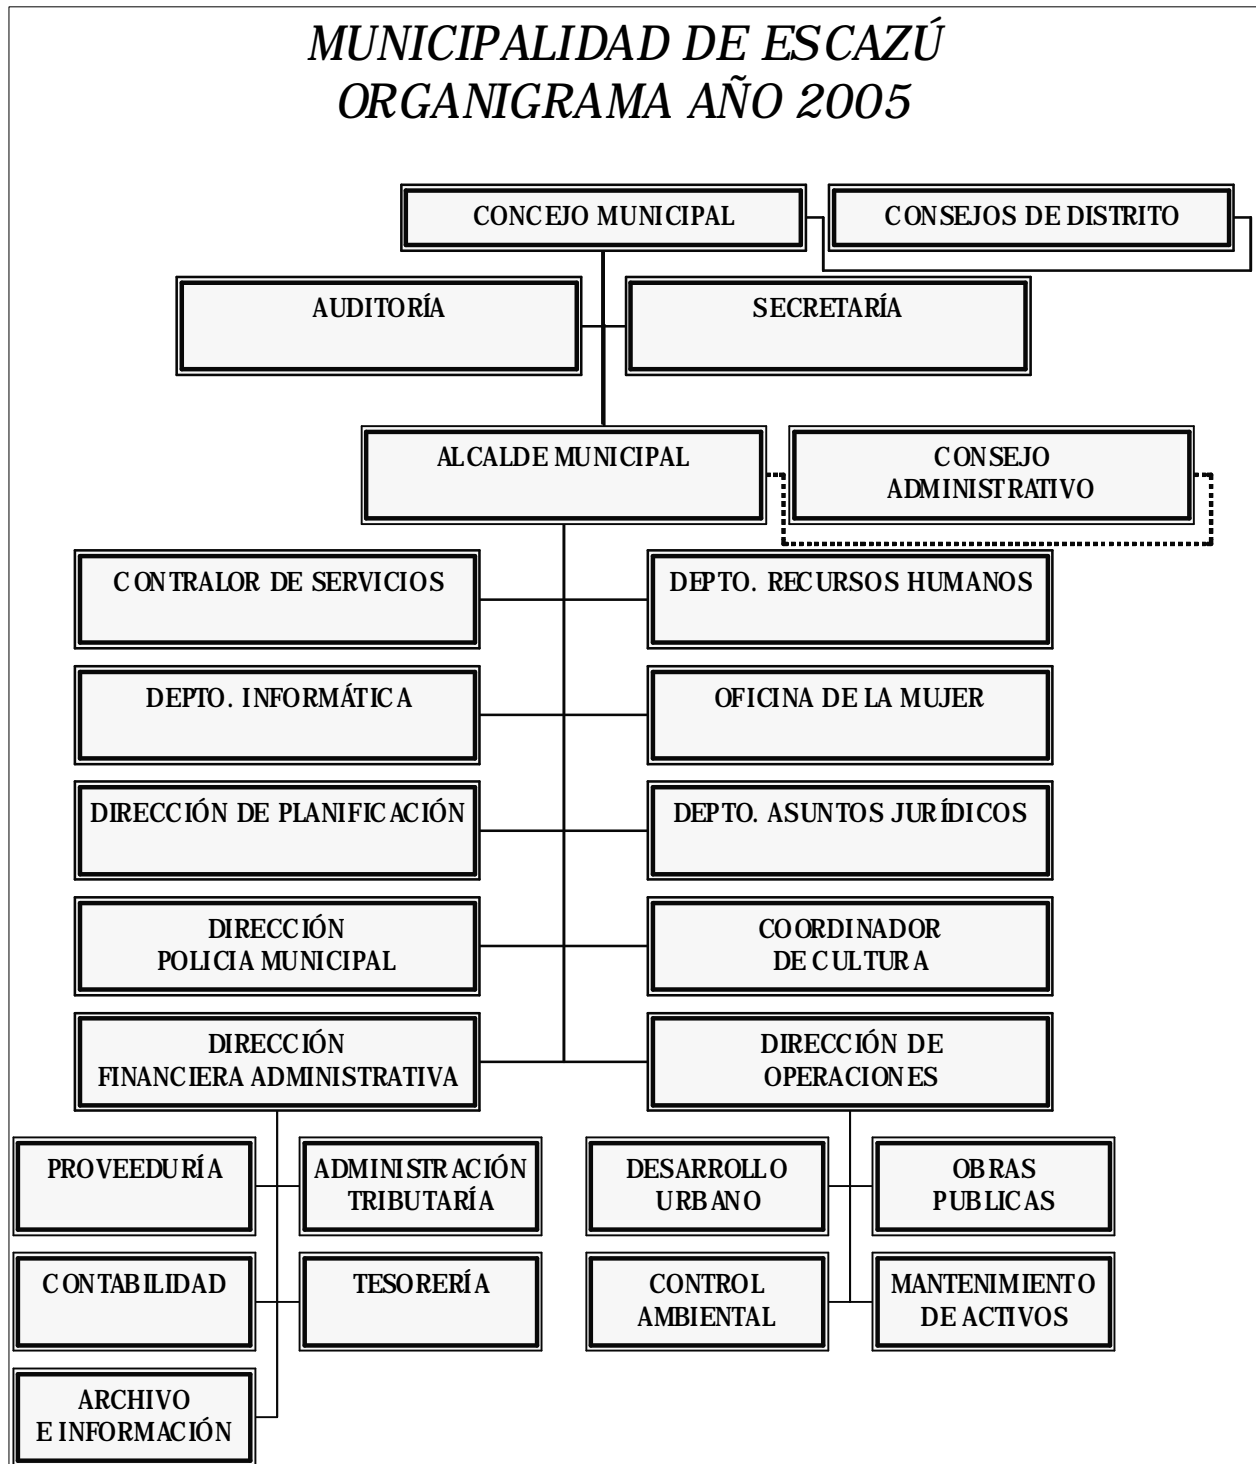 MUNICIPALIDAD DE ESCAZÚ
ORGANIGRAMA AÑO 2005
CONCEJO MUNICIPAL
CONSEJOS DE DISTRITO
AUDITORÍA
SECRETARÍA
ALCALDE MUNICIPAL
CONSEJO
ADMINISTRATIVO
CONTRALOR DE SERVICIOS
DEPTO. RECURSOS HUMANOS
DEPTO. INFORMÁTICA
OFICINA DE LA MUJER
DIRECCIÓN DE PLANIFICACIÓN
DEPTO. ASUNTOS JURÍDICOS
DIRECCIÓN
POLICIA MUNICIPAL
COORDINADOR
DE CULTURA
DIRECCIÓN
FINANCIERA ADMINISTRATIVA
DIRECCIÓN DE
OPERACIONES
PROVEEDURÍA
ADMINISTRACIÓN
TRIBUTARÍA
DESARROLLO
URBANO
OBRAS
PUBLICAS
CONTABILIDAD
TESORERÍA
CONTROL
AMBIENTAL
MANTENIMIENTO
DE ACTIVOS
ARCHIVO
E INFORMACIÓN